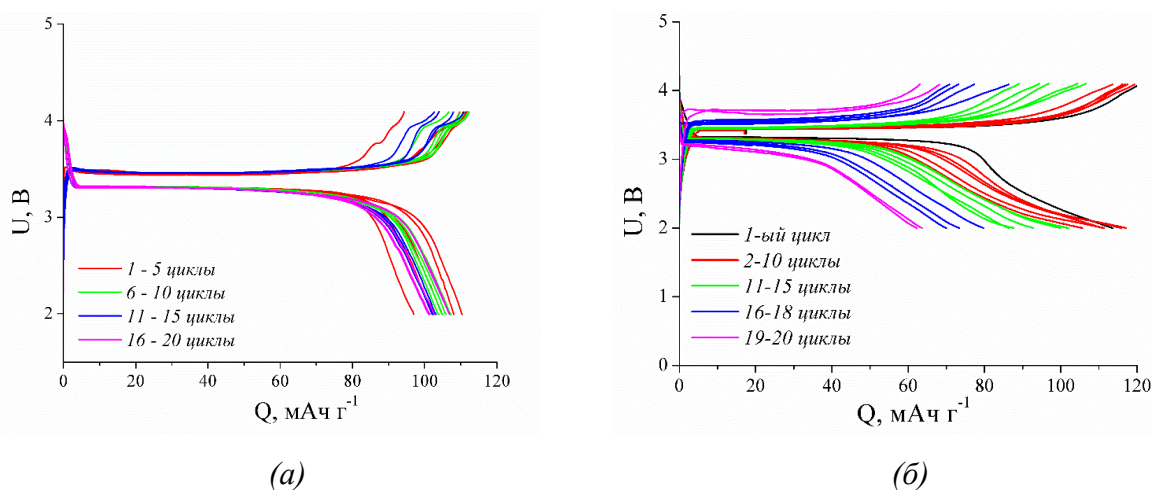 5
4
3
2
U, В
1 - 5 циклы
6 - 10 циклы
11 - 15 циклы
16 - 20 циклы
0 20 40 60 80 100 120
Q, мАч г⁻¹
(а)
5
4
3
2
1
0
U, В
1-ый цикл
2-10 циклы
11-15 циклы
16-18 циклы
19-20 циклы
0 20 40 60 80 100 120
Q, мАч г⁻¹
(б)